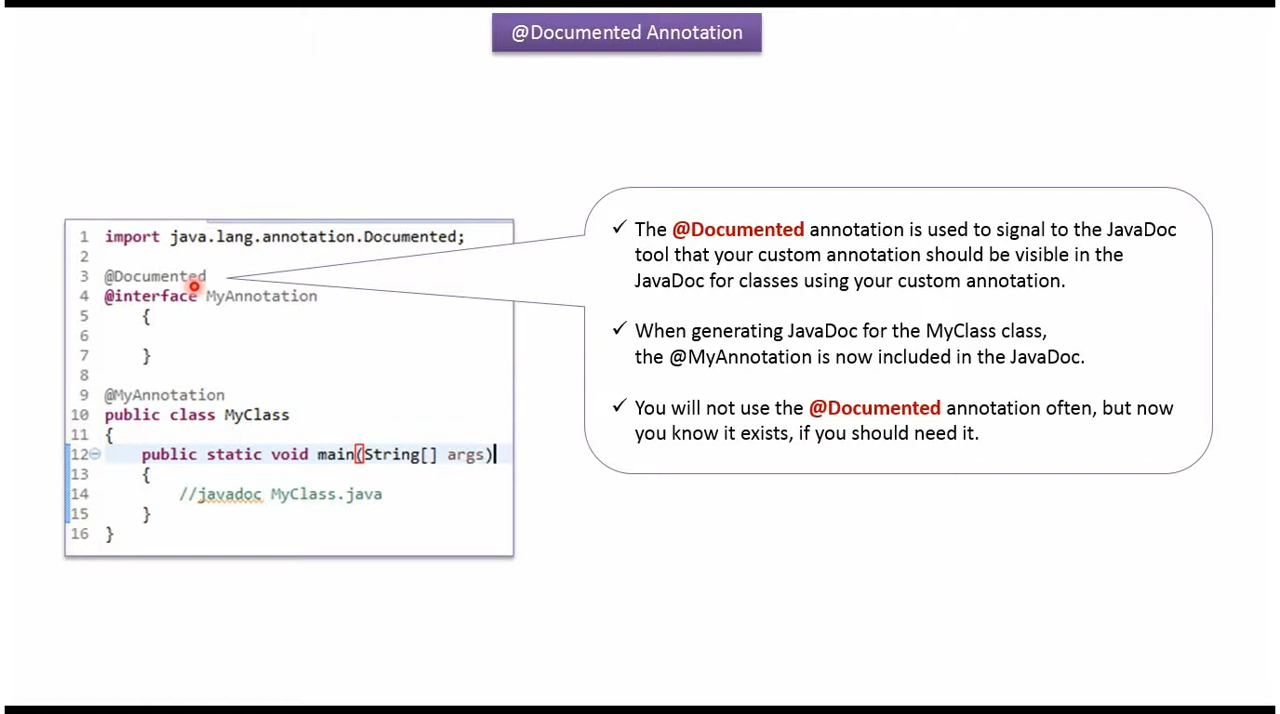 @Documented Annotation
1 import java.lang.annotation.Documented;
2
3 @Documented
4 @interface MyAnnotation
5 {
6
7 }
8
9 @MyAnnotation
10 public class MyClass
11 {
12 public static void main(String[] args)
13 {
14 //javadoc MyClass.java
15 }
16 }
✓ The @Documented annotation is used to signal to the JavaDoc
tool that your custom annotation should be visible in the
JavaDoc for classes using your custom annotation.
✓ When generating JavaDoc for the MyClass class,
the @MyAnnotation is now included in the JavaDoc.
✓ You will not use the @Documented annotation often, but now
you know it exists, if you should need it.